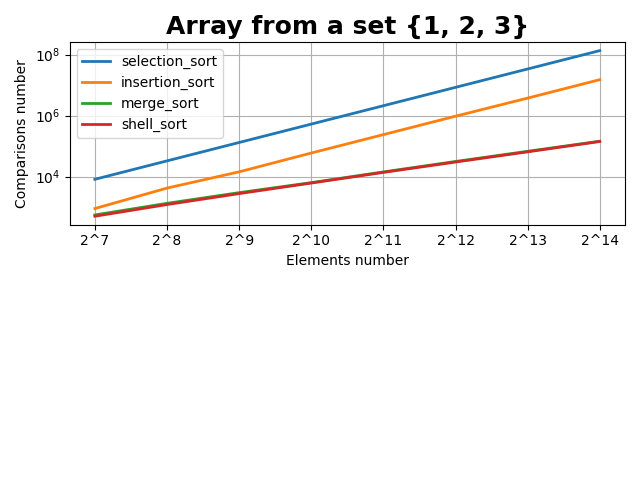 Array from a set {1, 2, 3}
selection_sort
insertion_sort
merge_sort
shell_sort
Comparisons number
10^8
10^6
10^4
2^7 2^8 2^9 2^10 2^11 2^12 2^13 2^14
Elements number